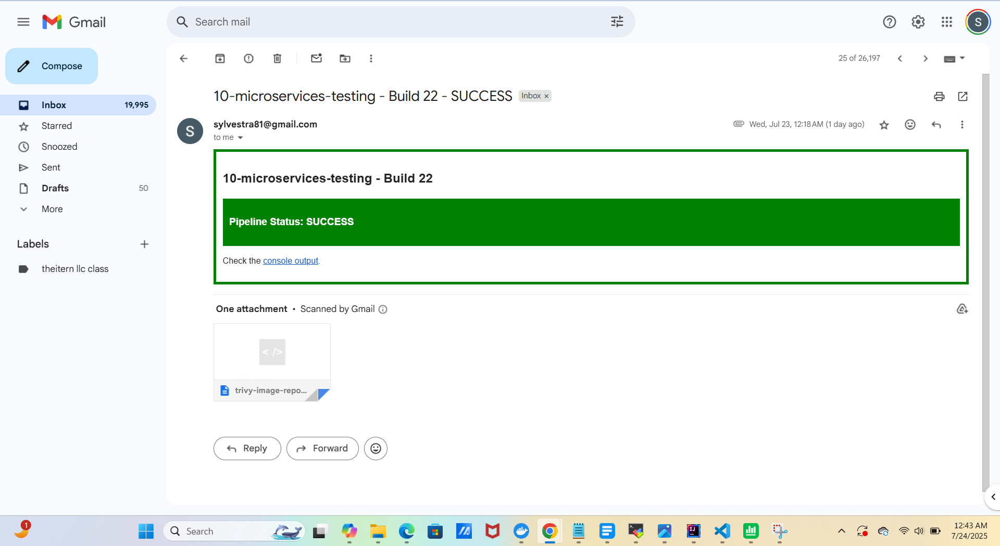 Gmail
Search mail
S
Compose
25 of 26,197
10-microservices-testing - Build 22 - SUCCESS
Inbox ×
Inbox 19,995
Starred
Snoozed
Sent
Drafts 50
More
Labels
theitern llc class
S
sylvestra81@gmail.com
Wed, Jul 23, 12:18 AM (1 day ago)
to me
10-microservices-testing - Build 22
Pipeline Status: SUCCESS
Check the console output.
One attachment • Scanned by Gmail
< />
trivy-image-repo...
Reply
Forward
1
Search
IJ
12:43 AM
7/24/2025